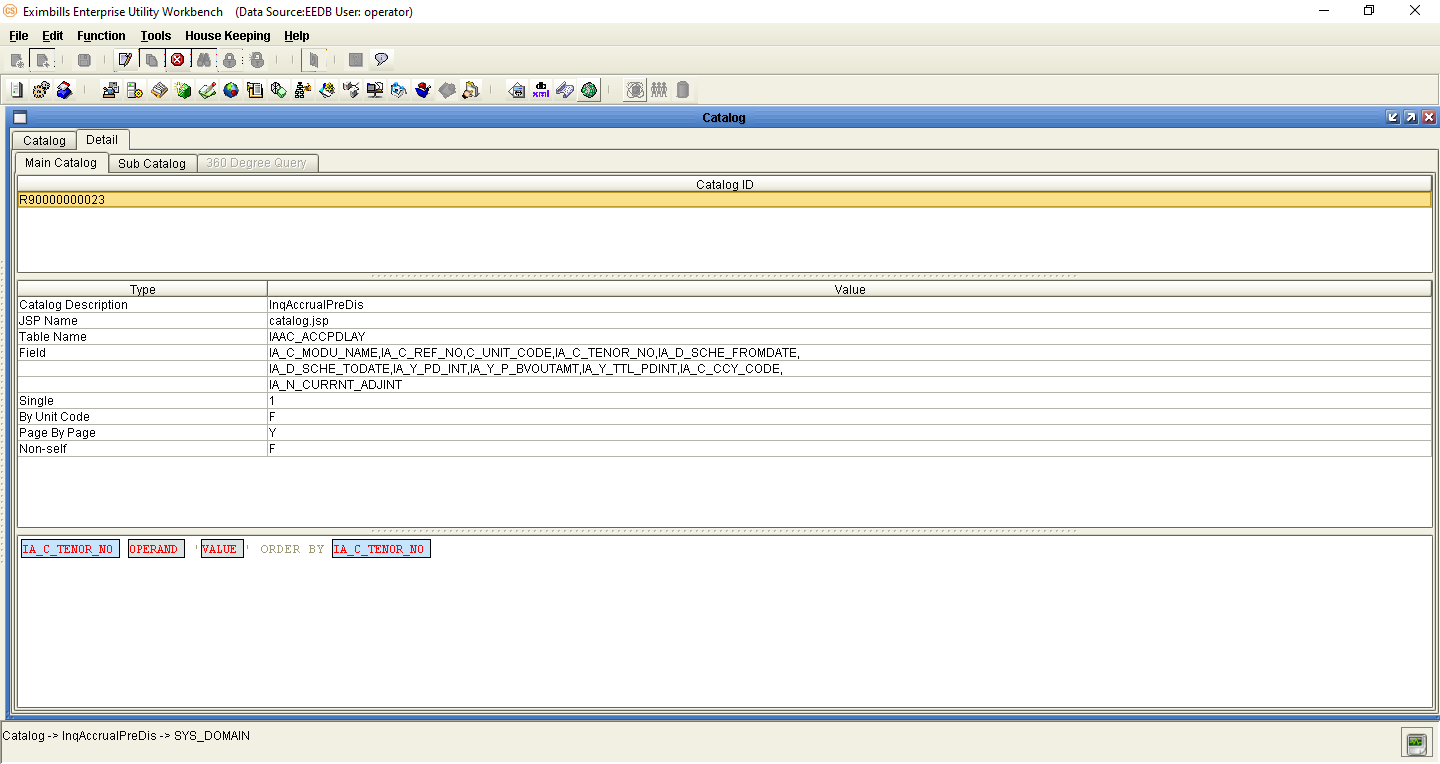 Eximbills Enterprise Utility Workbench (Data Source:EEDB User: operator)
File Edit Function Tools House Keeping Help
Catalog
Catalog Detail
Main Catalog Sub Catalog 360 Degree Query
Catalog ID
R90000000023
Type Value
Catalog Description InqAccrualPreDis
JSP Name catalog.jsp
Table Name IAAC_ACCPDLAY
Field IA_C_MODU_NAME,IA_C_REF_NO,C_UNIT_CODE,IA_C_TENOR_NO,IA_D_SCHE_FROMDATE,
IA_D_SCHE_TODATE,IA_Y_PD_INT,IA_Y_P_BVOUTAMT,IA_Y_TTL_PDINT,IA_C_CCY_CODE,
IA_N_CURRNT_ADJINT
Single 1
By Unit Code F
Page By Page Y
Non-self F
IA_C_TENOR_NO OPERAND 'VALUE' ORDER BY IA_C_TENOR_NO
Catalog -> InqAccrualPreDis -> SYS_DOMAIN